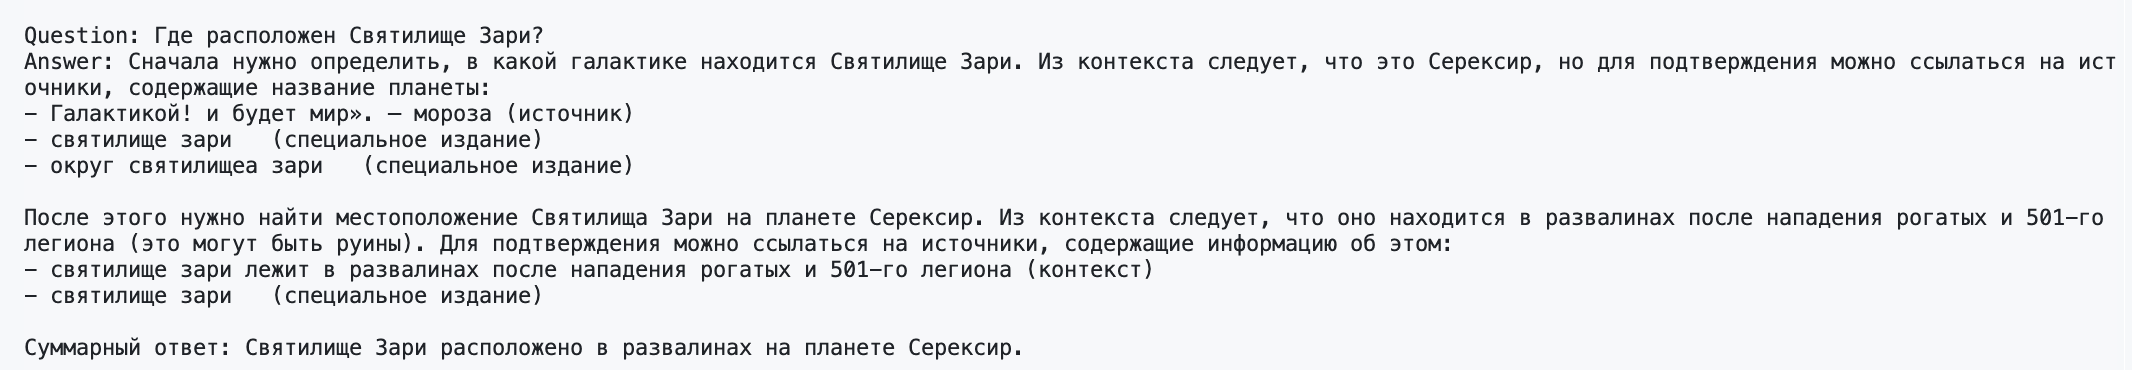 Question: Где расположен Святилище Зари?
Answer: Сначала нужно определить, в какой галактике находится Святилище Зари. Из контекста следует, что это Серексир, но для подтверждения можно ссылаться на ист
очники, содержащие название планеты:
– Галактикой! и будет мир». — мороза (источник)
– святилище зари   (специальное издание)
– округ святилищеа зари   (специальное издание)
После этого нужно найти местоположение Святилища Зари на планете Серексир. Из контекста следует, что оно находится в развалинах после нападения рогатых и 501–го
легиона (это могут быть руины). Для подтверждения можно ссылаться на источники, содержащие информацию об этом:
– святилище зари лежит в развалинах после нападения рогатых и 501–го легиона (контекст)
– святилище зари   (специальное издание)
Суммарный ответ: Святилище Зари расположено в развалинах на планете Серексир.